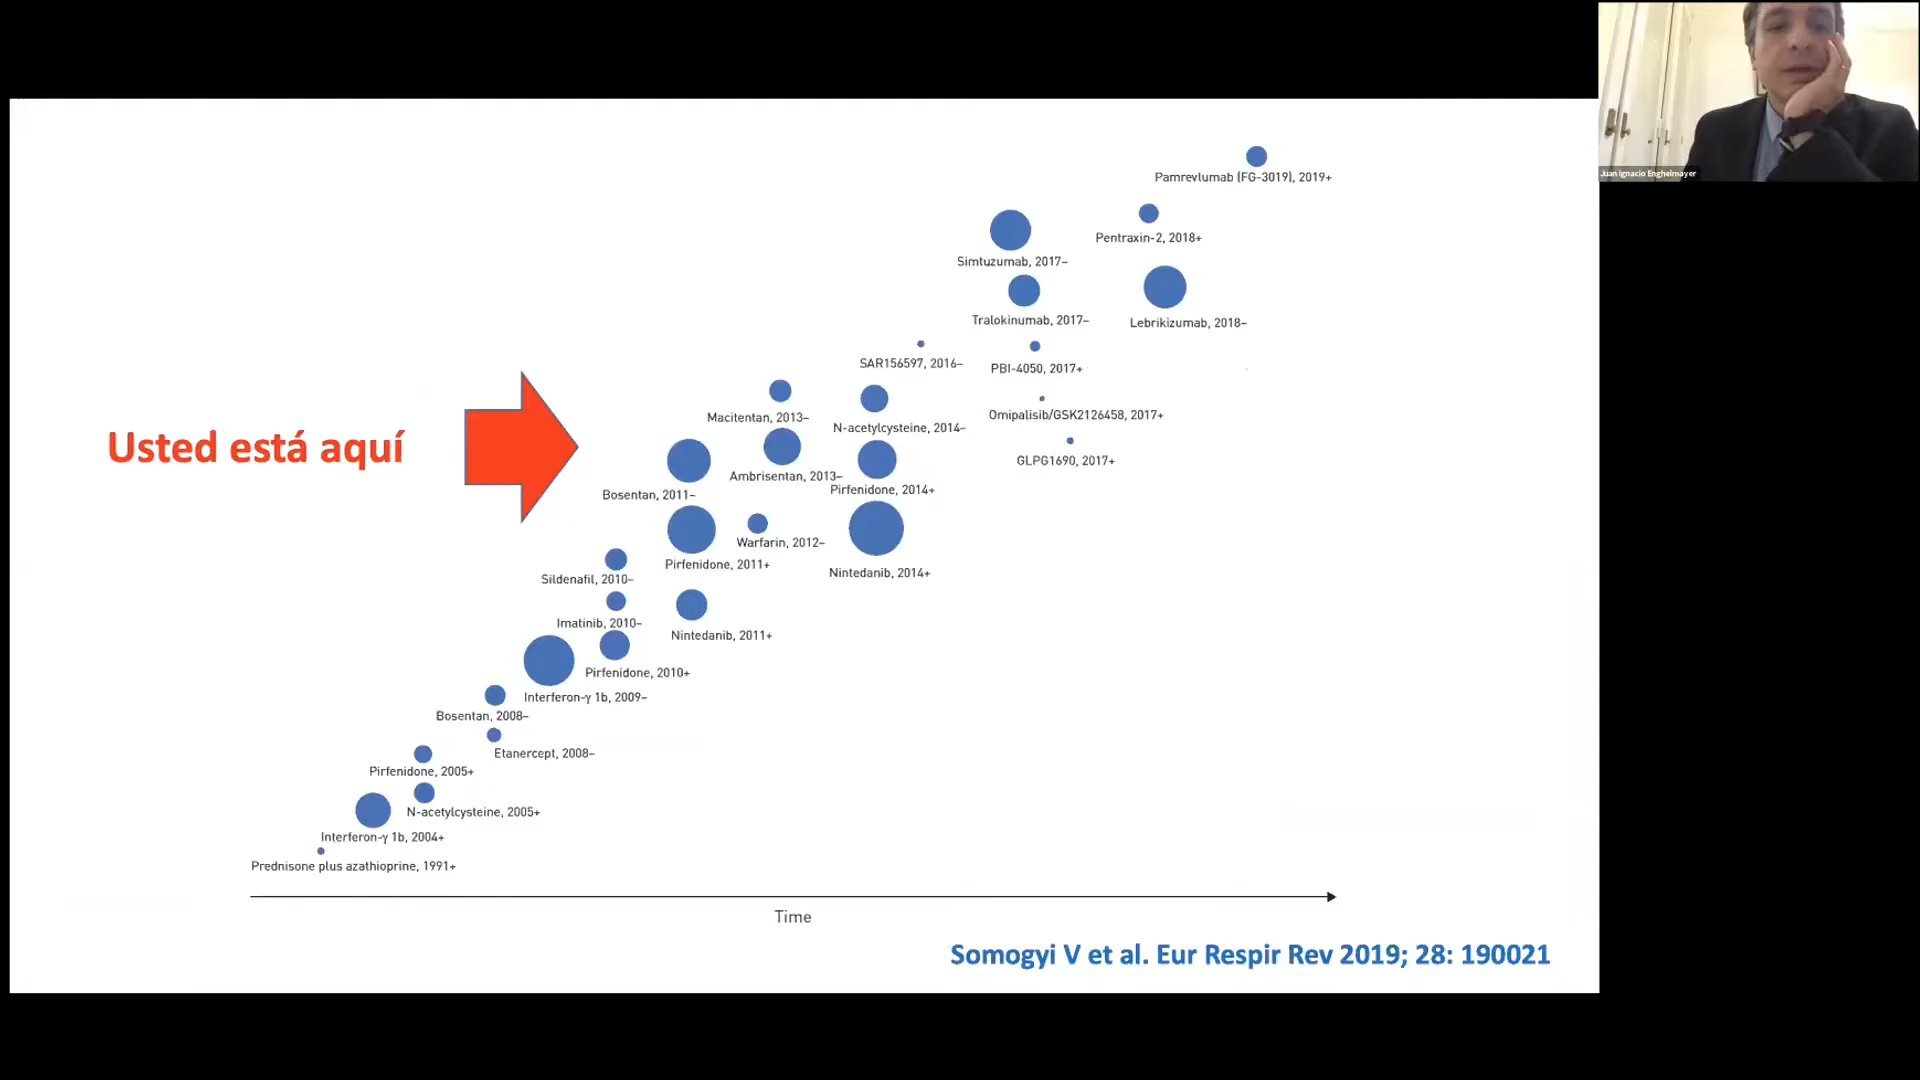 Juan Ignacio Enghelmayer
Pamrevlumab (FG-3019), 2019+
Pentraxin-2, 2018+
Simtuzumab, 2017–
Tralokinumab, 2017–
Lebrikizumab, 2018–
SAR156597, 2016–
PBI-4050, 2017+
Macitentan, 2013–
N-acetylcysteine, 2014–
Omipalisib/GSK2126458, 2017+
Usted está aquí
GLPG1690, 2017+
Ambrisentan, 2013–
Pirfenidone, 2014+
Bosentan, 2011–
Warfarin, 2012–
Pirfenidone, 2011+
Nintedanib, 2014+
Sildenafil, 2010–
Imatinib, 2010–
Nintedanib, 2011+
Pirfenidone, 2010+
Interferon-γ 1b, 2009–
Bosentan, 2008–
Etanercept, 2008–
Pirfenidone, 2005+
N-acetylcysteine, 2005+
Interferon-γ 1b, 2004+
Prednisone plus azathioprine, 1991+
Time
Somogyi V et al. Eur Respir Rev 2019; 28: 190021